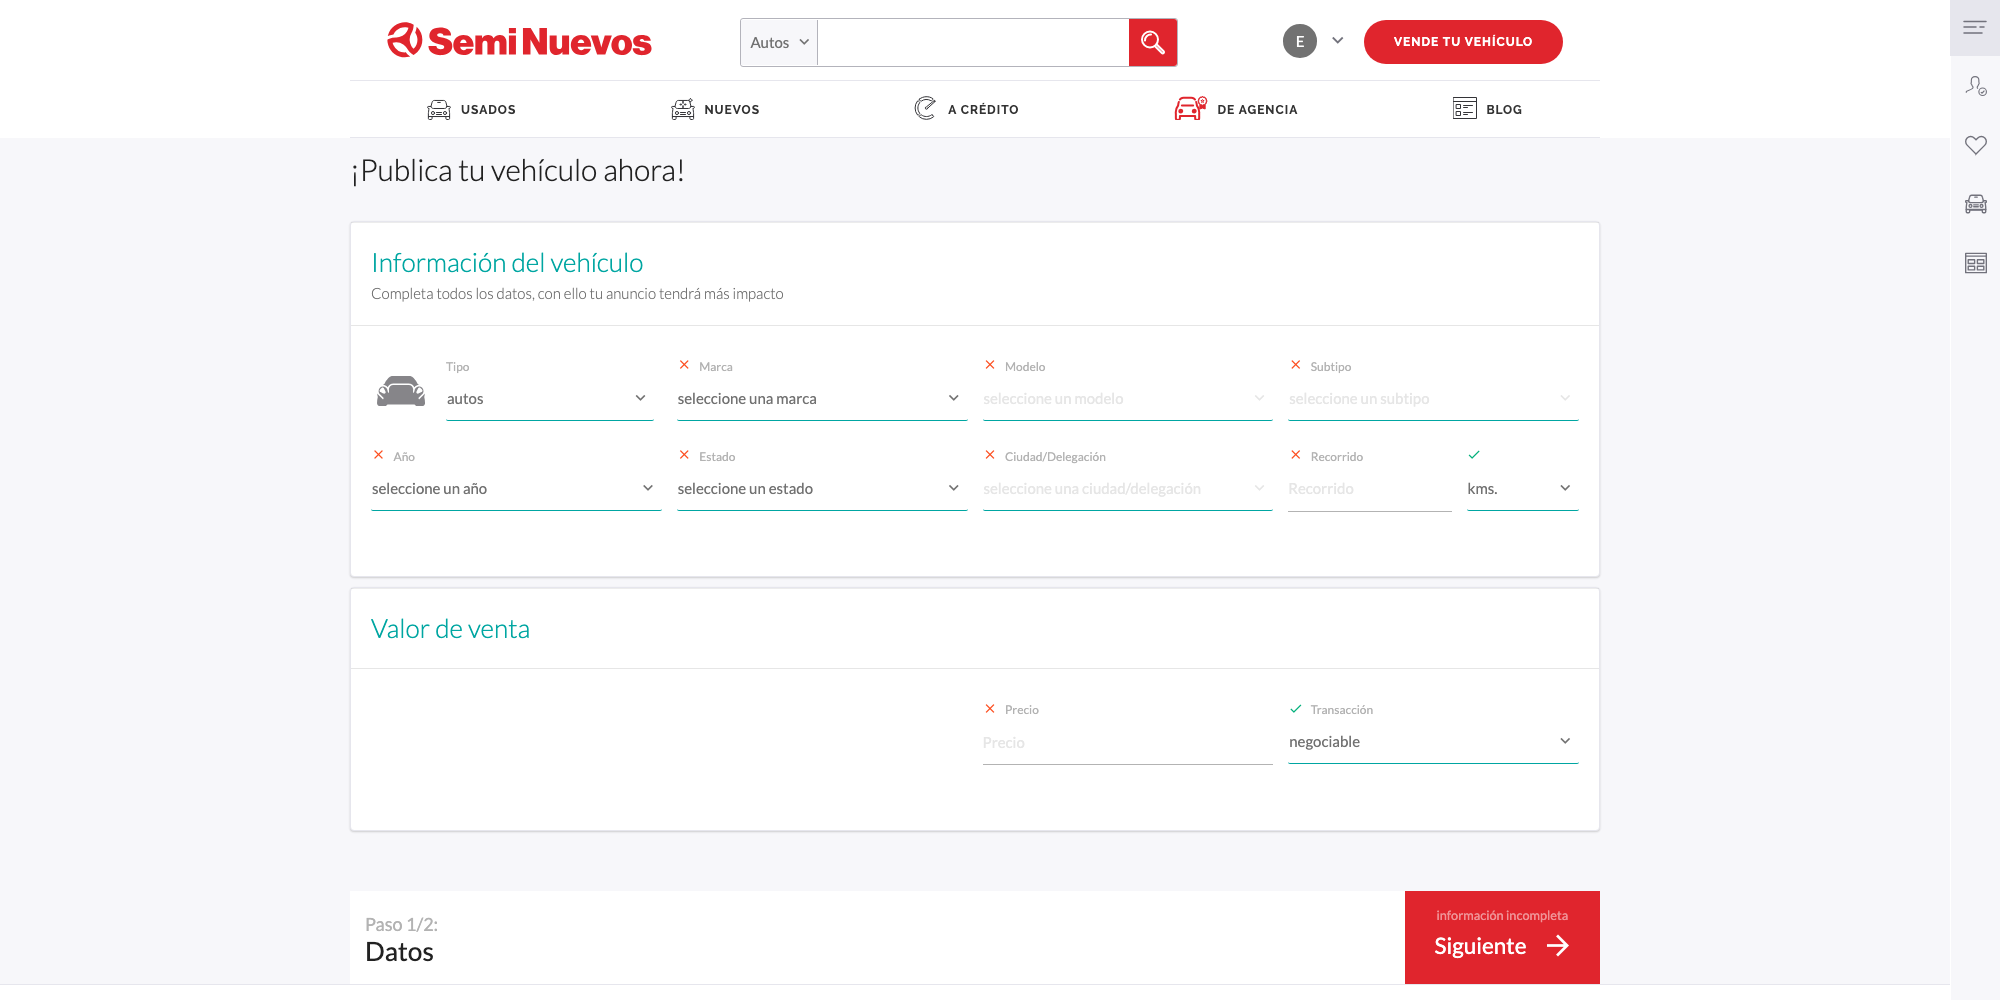 Semi Nuevos
Autos
E
VENDE TU VEHÍCULO
USADOS
NUEVOS
A CRÉDITO
DE AGENCIA
BLOG
¡Publica tu vehículo ahora!
Información del vehículo
Completa todos los datos, con ello tu anuncio tendrá más impacto
Tipo
autos
Marca
seleccione una marca
Modelo
seleccione un modelo
Subtipo
seleccione un subtipo
Año
seleccione un año
Estado
seleccione un estado
Ciudad/Delegación
seleccione una ciudad/delegación
Recorrido
Recorrido
kms.
Valor de venta
Precio
Precio
Transacción
negociable
Paso 1/2:
Datos
información incompleta
Siguiente